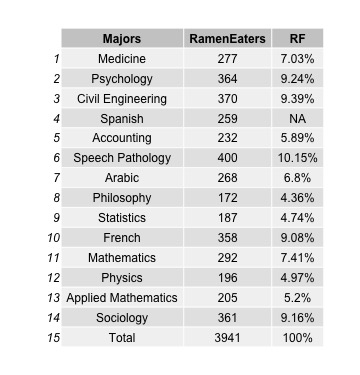 Majors RamenEaters RF
1 Medicine 277 7.03%
2 Psychology 364 9.24%
3 Civil Engineering 370 9.39%
4 Spanish 259 NA
5 Accounting 232 5.89%
6 Speech Pathology 400 10.15%
7 Arabic 268 6.8%
8 Philosophy 172 4.36%
9 Statistics 187 4.74%
10 French 358 9.08%
11 Mathematics 292 7.41%
12 Physics 196 4.97%
13 Applied Mathematics 205 5.2%
14 Sociology 361 9.16%
15 Total 3941 100%